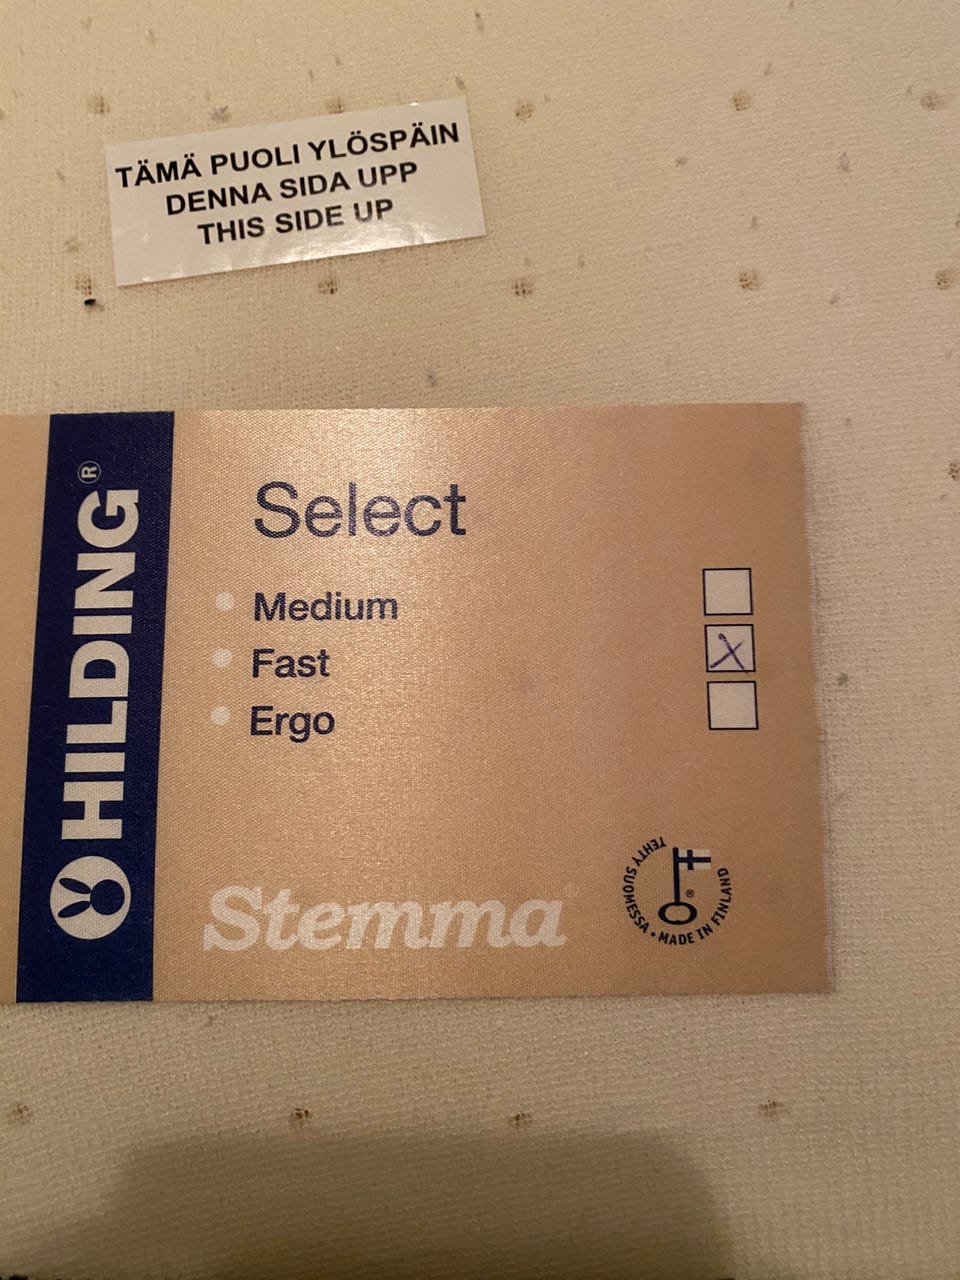 TÄMÄ PUOLI YLÖSPÄIN
DENNA SIDA UPP
THIS SIDE UP
HILDING®
Select
Medium
Fast
Ergo
Stemma®
TEHTY SUOMESSA • MADE IN FINLAND ®